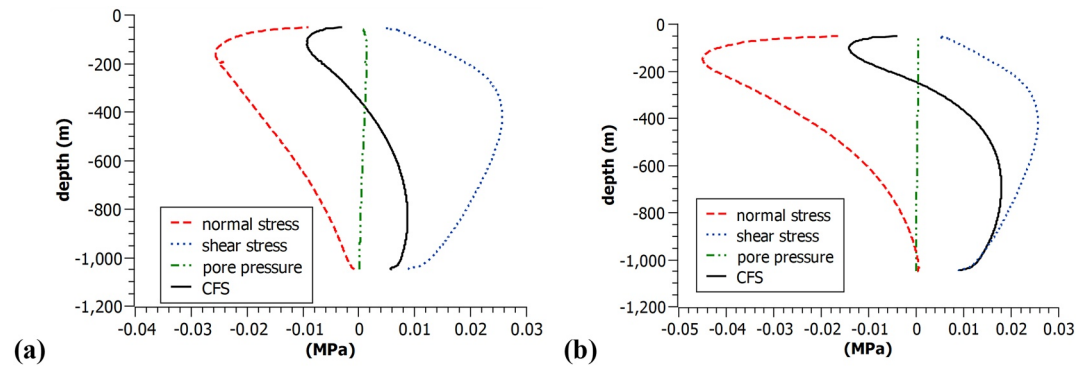 0
-200
-400
-600
-800
-1,000
-1,200
depth (m)
normal stress
shear stress
pore pressure
CFS
-0.04 -0.03 -0.02 -0.01 0 0.01 0.02 0.03
(MPa)
(a)
0
-200
-400
-600
-800
-1,000
-1,200
depth (m)
normal stress
shear stress
pore pressure
CFS
-0.05 -0.04 -0.03 -0.02 -0.01 0 0.01 0.02 0.03
(MPa)
(b)